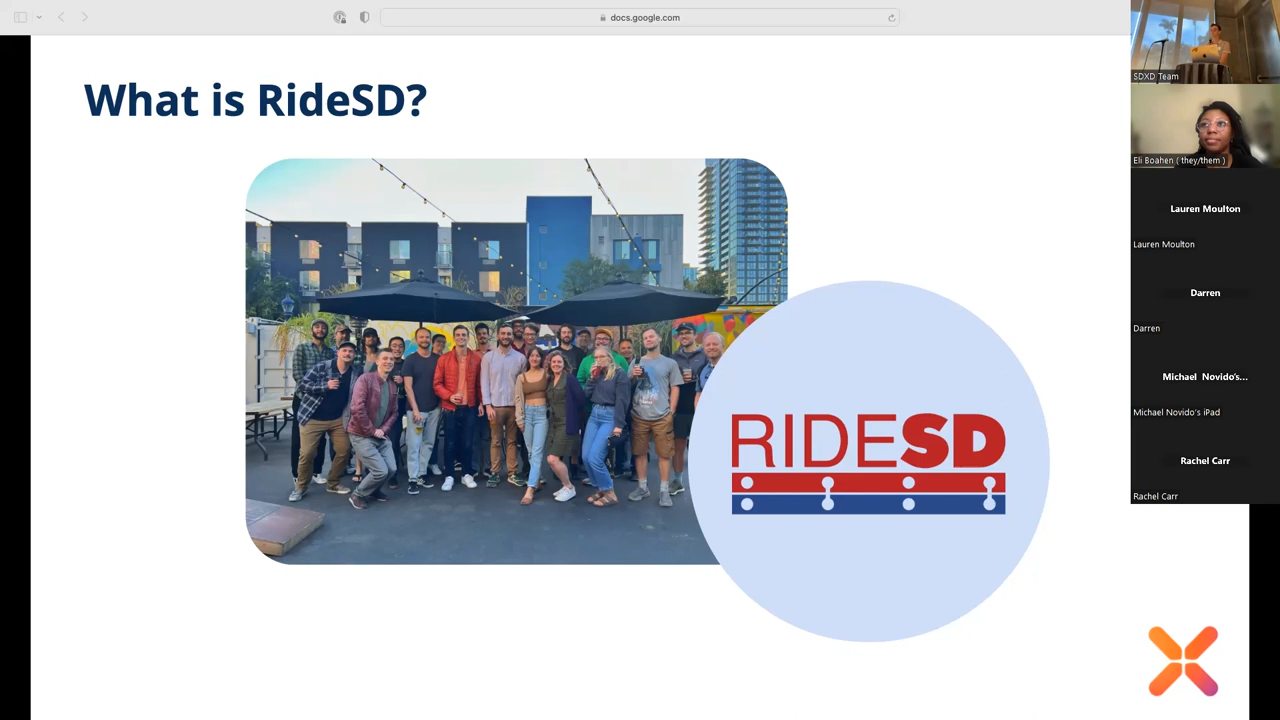 docs.google.com
What is RideSD?
RIDESD
SDXD Team
Eli Boahen ( they/them )
Lauren Moulton
Lauren Moulton
Darren
Darren
Michael Novido's...
Michael Novido's iPad
Rachel Carr
Rachel Carr